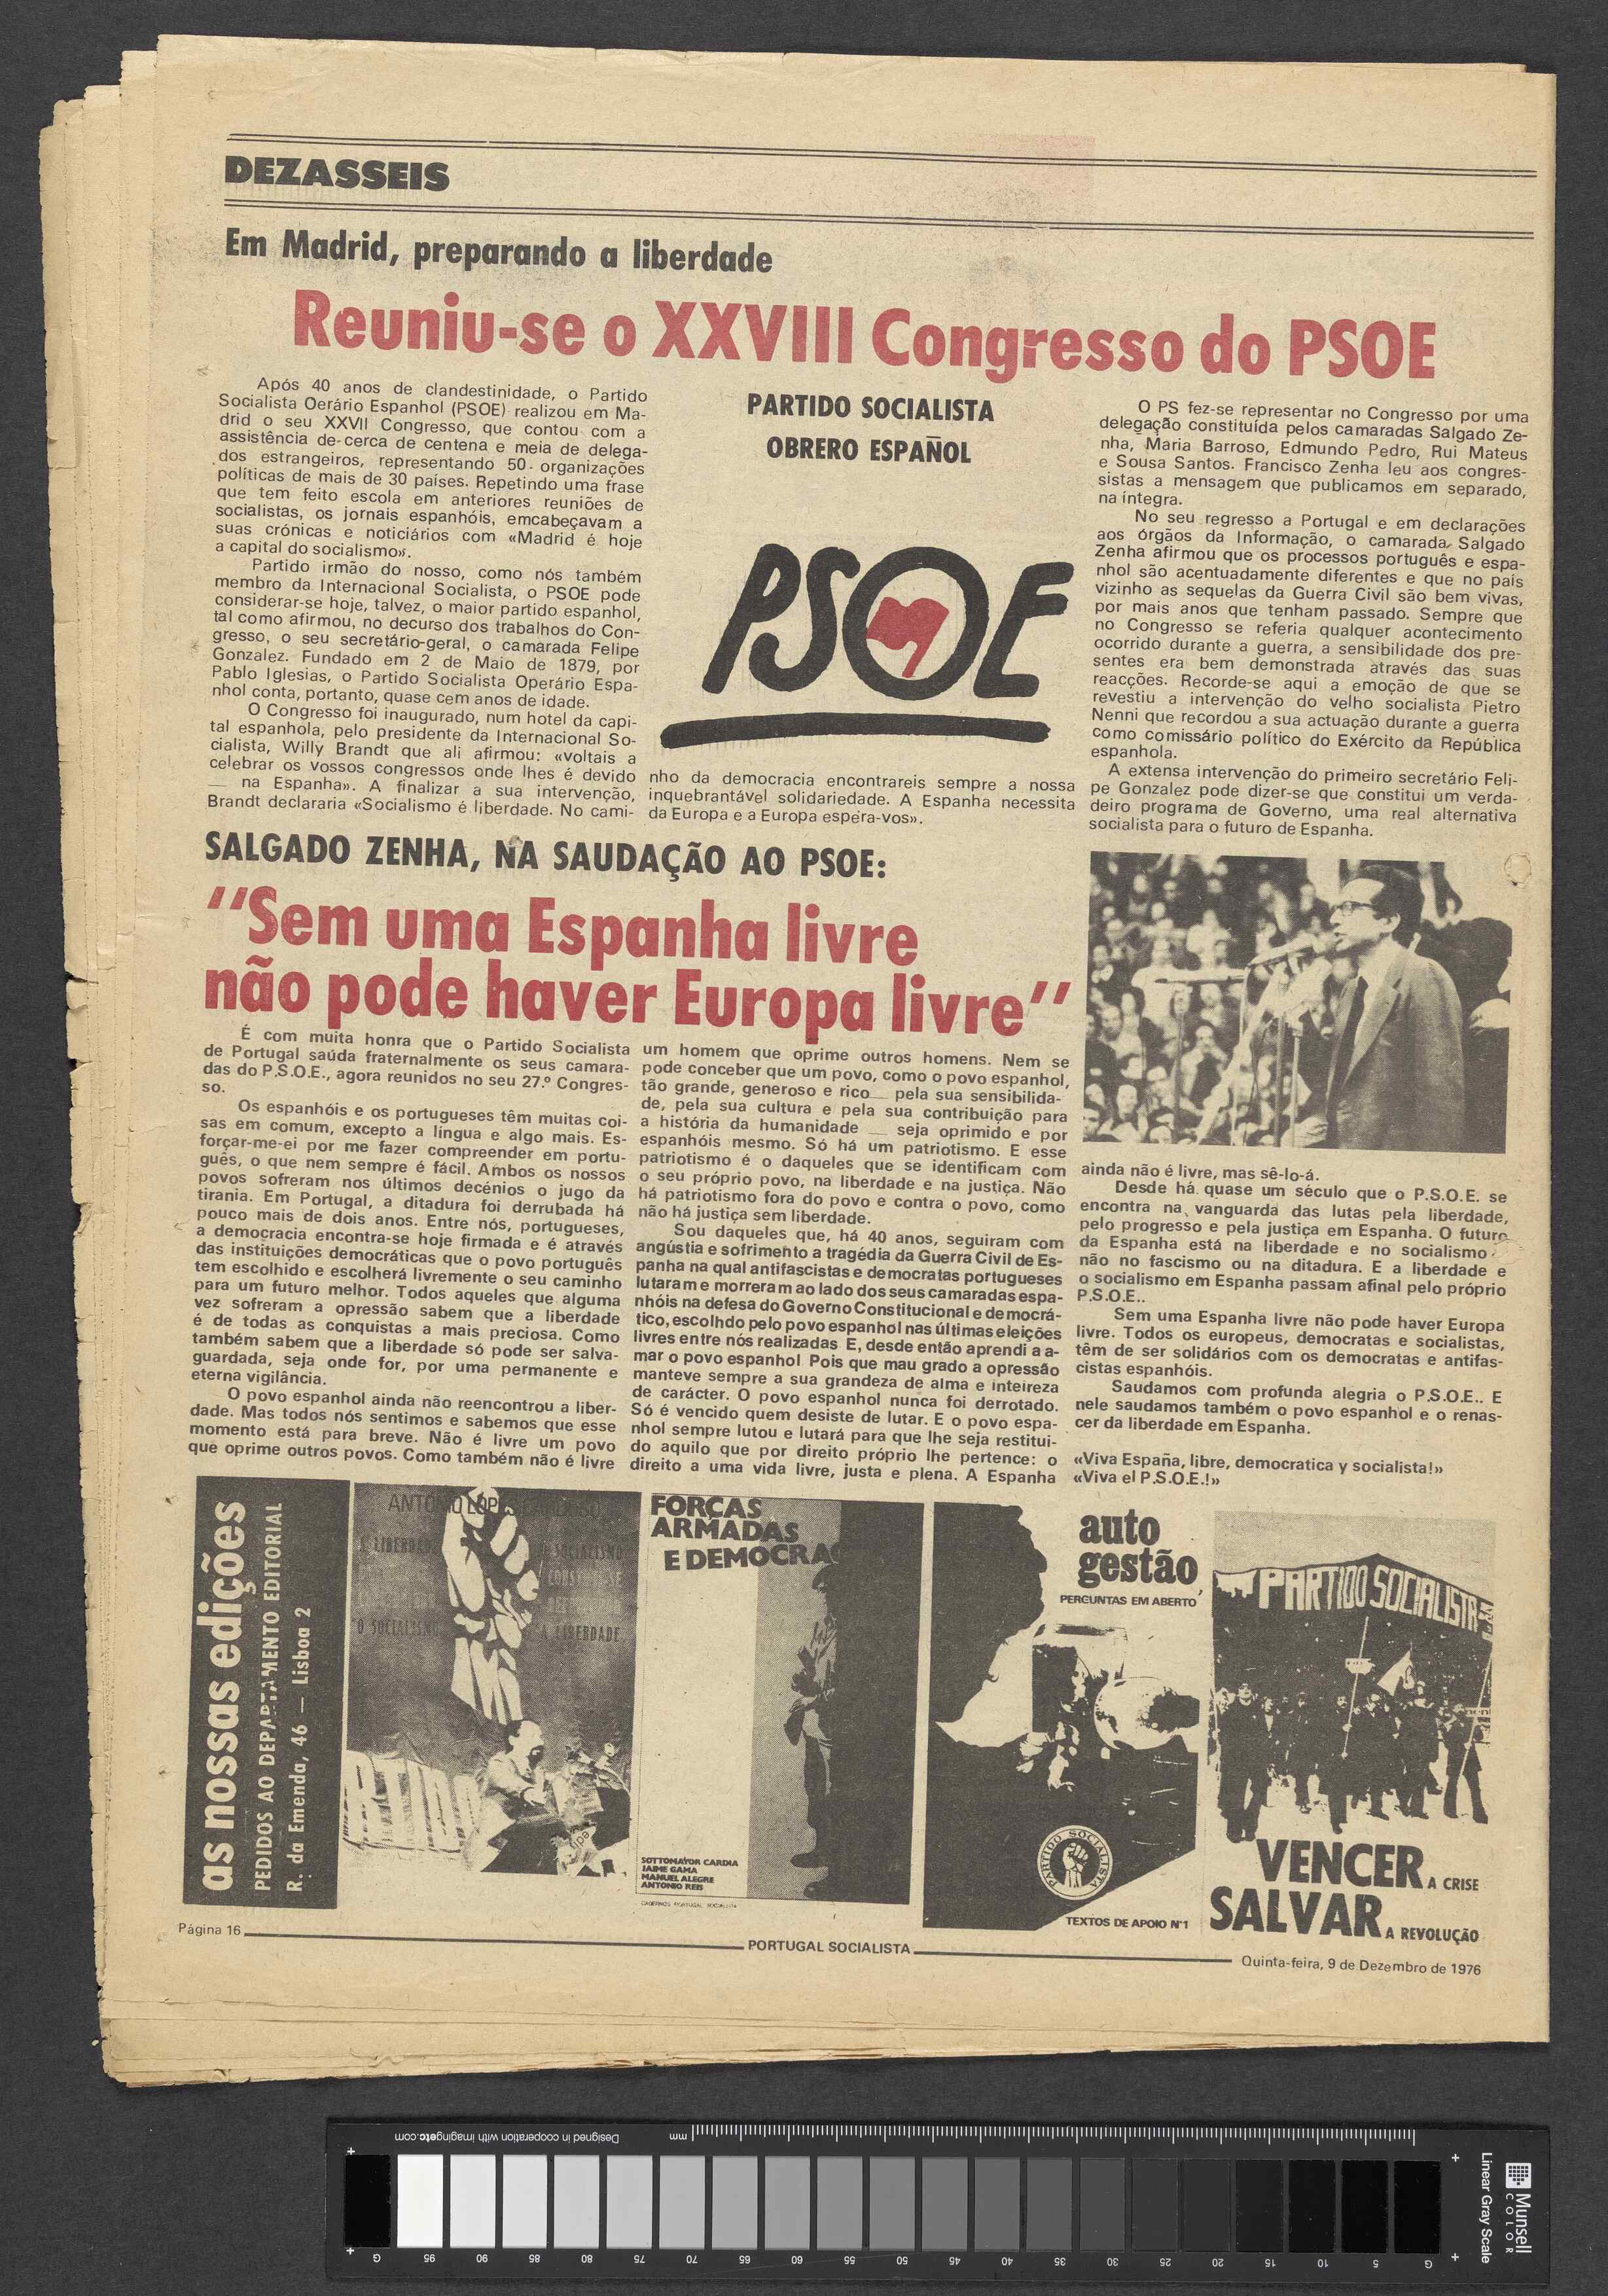 DEZASSEIS
Em Madrid, preparando a liberdade
Reuniu-se o XXVIII Congresso do PSOE
Após 40 anos de clandestinidade, o Partido
Socialista Oerário Espanhol (PSOE) realizou em Ma-
drid o seu XXVII Congresso, que contou com a
assistência de cerca de centena e meia de delega-
dos estrangeiros, representando 50 organizações
políticas de mais de 30 países. Repetindo uma frase
que tem feito escola em anteriores reuniões de
socialistas, os jornais espanhóis, emcabeçavam a
suas crónicas e noticiários com «Madrid é hoje
a capital do socialismo».
Partido irmão do nosso, como nós também
membro da Internacional Socialista, o PSOE pode
considerar-se hoje, talvez, o maior partido espanhol,
tal como afirmou, no decurso dos trabalhos do Con-
gresso, o seu secretário-geral, o camarada Felipe
Gonzalez. Fundado em 2 de Maio de 1879, por
Pablo Iglesias, o Partido Socialista Operário Espa-
nhol conta, portanto, quase cem anos de idade.
O Congresso foi inaugurado, num hotel da capi-
tal espanhola, pelo presidente da Internacional So-
cialista, Willy Brandt que ali afirmou: «voltais a
celebrar os vossos congressos onde lhes é devido
— na Espanha». A finalizar a sua intervenção,
Brandt declararia «Socialismo é liberdade. No cami-
PARTIDO SOCIALISTA
OBRERO ESPAÑOL
PSOE
nho da democracia encontrareis sempre a nossa
inquebrantável solidariedade. A Espanha necessita
da Europa e a Europa espera-vos».
O PS fez-se representar no Congresso por uma
delegação constituída pelos camaradas Salgado Ze-
nha, Maria Barroso, Edmundo Pedro, Rui Mateus
e Sousa Santos. Francisco Zenha leu aos congres-
sistas a mensagem que publicamos em separado,
na íntegra.
No seu regresso a Portugal e em declarações
aos órgãos da Informação, o camarada Salgado
Zenha afirmou que os processos português e espa-
nhol são acentuadamente diferentes e que no país
vizinho as sequelas da Guerra Civil são bem vivas,
por mais anos que tenham passado. Sempre que
no Congresso se referia qualquer acontecimento
ocorrido durante a guerra, a sensibilidade dos pre-
sentes era bem demonstrada através das suas
reacções. Recorde-se aqui a emoção de que se
revestiu a intervenção do velho socialista Pietro
Nenni que recordou a sua actuação durante a guerra
como comissário político do Exército da República
espanhola.
A extensa intervenção do primeiro secretário Feli-
pe Gonzalez pode dizer-se que constitui um verda-
deiro programa de Governo, uma real alternativa
socialista para o futuro de Espanha.
SALGADO ZENHA, NA SAUDAÇÃO AO PSOE:
"Sem uma Espanha livre
não pode haver Europa livre"
É com muita honra que o Partido Socialista
de Portugal saúda fraternalmente os seus camara-
das do P.S.O.E., agora reunidos no seu 27.º Congres-
so.
Os espanhóis e os portugueses têm muitas coi-
sas em comum, excepto a língua e algo mais. Es-
forçar-me-ei por me fazer compreender em portu-
guês, o que nem sempre é fácil. Ambos os nossos
povos sofreram nos últimos decénios o jugo da
tirania. Em Portugal, a ditadura foi derrubada há
pouco mais de dois anos. Entre nós, portugueses,
a democracia encontra-se hoje firmada e é através
das instituições democráticas que o povo português
tem escolhido e escolherá livremente o seu caminho
para um futuro melhor. Todos aqueles que alguma
vez sofreram a opressão sabem que a liberdade
é de todas as conquistas a mais preciosa. Como
também sabem que a liberdade só pode ser salva-
guardada, seja onde for, por uma permanente e
eterna vigilância.
O povo espanhol ainda não reencontrou a liber-
dade. Mas todos nós sentimos e sabemos que esse
momento está para breve. Não é livre um povo
que oprime outros povos. Como também não é livre
um homem que oprime outros homens. Nem se
pode conceber que um povo, como o povo espanhol,
tão grande, generoso e rico — pela sua sensibilida-
de, pela sua cultura e pela sua contribuição para
a história da humanidade — seja oprimido e por
espanhóis mesmo. Só há um patriotismo. E esse
patriotismo é o daqueles que se identificam com
o seu próprio povo, na liberdade e na justiça. Não
há patriotismo fora do povo e contra o povo, como
não há justiça sem liberdade.
Sou daqueles que, há 40 anos, seguiram com
angústia e sofrimento a tragédia da Guerra Civil de Es-
panha na qual antifascistas e democratas portugueses
lutaram e morreram ao lado dos seus camaradas espa-
nhóis na defesa do Governo Constitucional e democrá-
tico, escolhdo pelo povo espanhol nas últimas eleições
livres entre nós realizadas E, desde então aprendi a a-
mar o povo espanhol Pois que mau grado a opressão
manteve sempre a sua grandeza de alma e inteireza
de carácter. O povo espanhol nunca foi derrotado.
Só é vencido quem desiste de lutar. E o povo espa-
nhol sempre lutou e lutará para que lhe seja restitui-
do aquilo que por direito próprio lhe pertence: o
direito a uma vida livre, justa e plena. A Espanha
ainda não é livre, mas sê-lo-á.
Desde há quase um século que o P.S.O.E. se
encontra na vanguarda das lutas pela liberdade,
pelo progresso e pela justiça em Espanha. O futuro
da Espanha está na liberdade e no socialismo
não no fascismo ou na ditadura. E a liberdade e
o socialismo em Espanha passam afinal pelo próprio
P.S.O.E..
Sem uma Espanha livre não pode haver Europa
livre. Todos os europeus, democratas e socialistas,
têm de ser solidários com os democratas e antifas-
cistas espanhóis.
Saudamos com profunda alegria o P.S.O.E.. E
nele saudamos também o povo espanhol e o renas-
cer da liberdade em Espanha.
«Viva España, libre, democratica y socialista!»
«Viva el P.S.O.E.!»
as nossas edições
PEDIDOS AO DEPARTAMENTO EDITORIAL
R. da Emenda, 46 — Lisboa 2
ANTONIO LOPES CARDOSO
A LIBERDADE
O SOCIALISMO
SOCIALISMO
CONSTROI-SE
A LIBERDADE
FORÇAS
ARMADAS
E DEMOCRA
SOTTOMAYOR CARDIA
JAIME GAMA
MANUEL ALEGRE
ANTONIO REIS
CADERNOS PORTUGAL SOCIALISTA
auto
gestão
PERGUNTAS EM ABERTO
PARTIDO SOCIALISTA
TEXTOS DE APOIO Nº1
PARTIDO SOCIALISTA
VENCER A CRISE
SALVAR A REVOLUÇÃO
Página 16
PORTUGAL SOCIALISTA
Quinta-feira, 9 de Dezembro de 1976
Designed in cooperation with imagingetc.com
mm
G 95 90 85 80 75 70 65 60 55 50 45 40 35 30 25 20 15 10 5 G
Linear Gray Scale
Munsell
COLOR